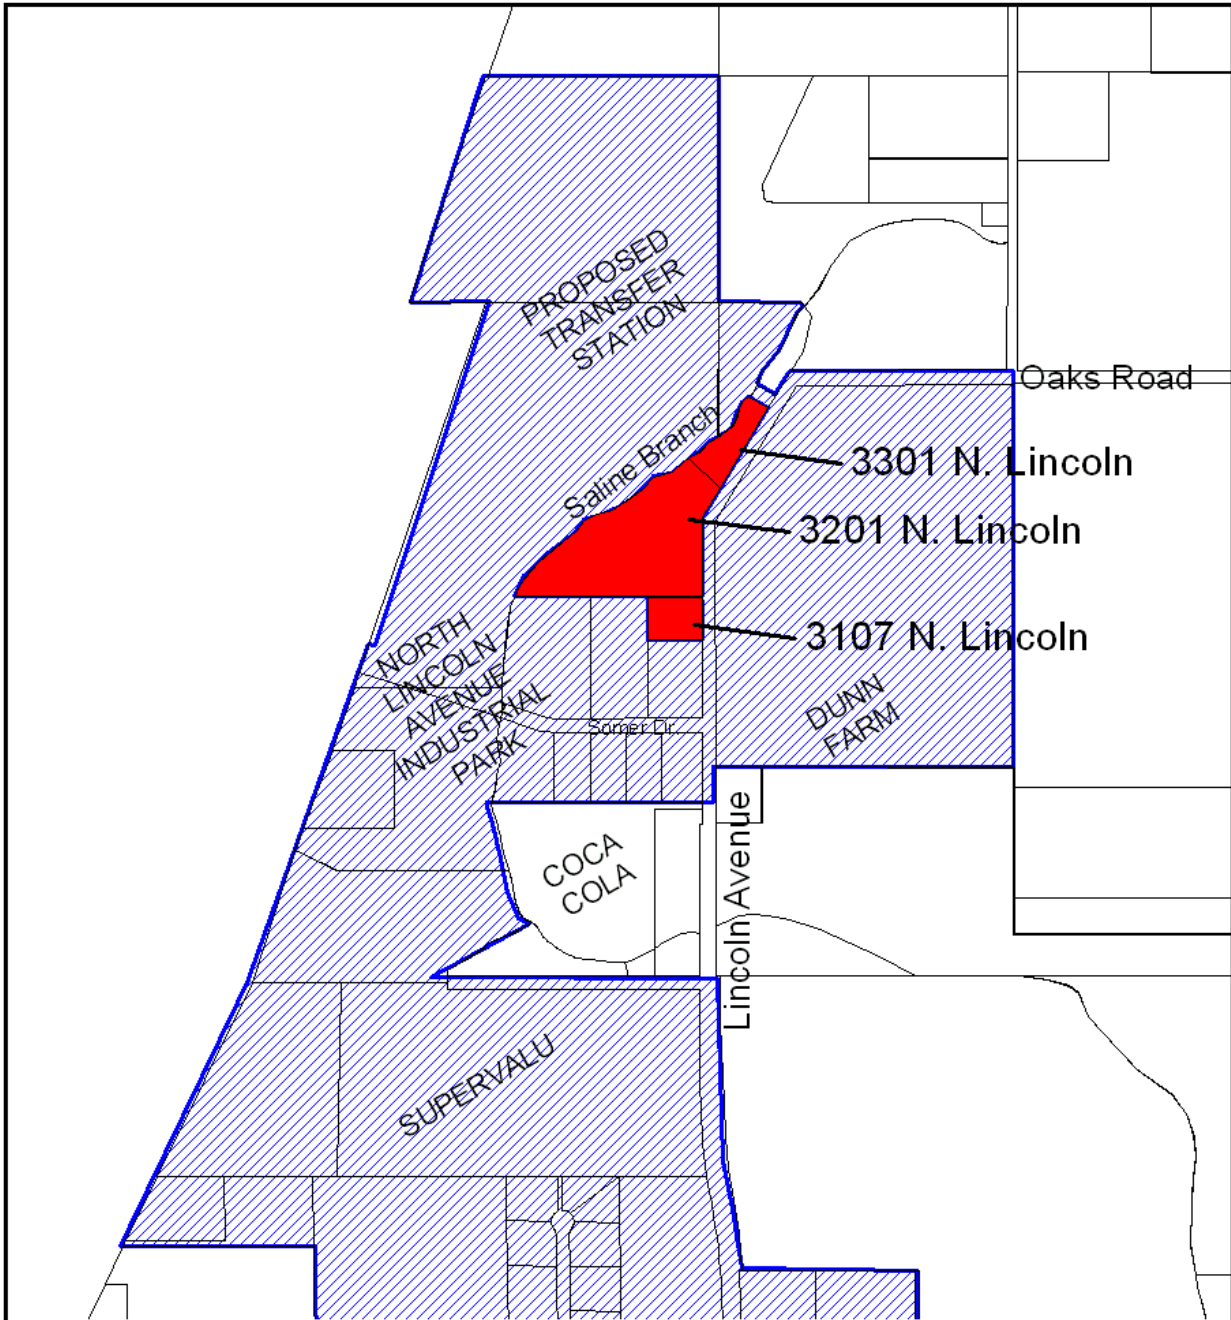 PROPOSED
TRANSFER
STATION
Oaks Road
Saline Branch
3301 N. Lincoln
3201 N. Lincoln
3107 N. Lincoln
NORTH
LINCOLN
AVENUE
INDUSTRIAL
PARK
DUNN
FARM
Somer Dr.
COCA
COLA
Lincoln Avenue
SUPERVALU